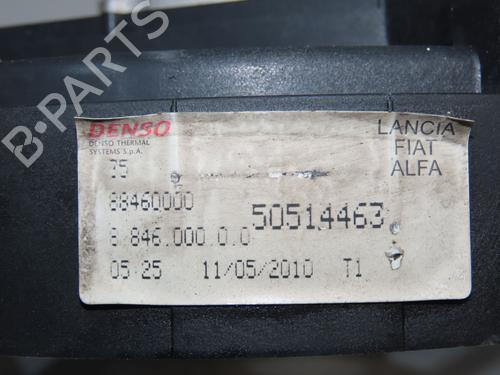 B-PARTS
DENSO
DENSO THERMAL
SYSTEMS S.p.A.
LANCIA
FIAT
ALFA
75
88460000
50514463
8 846.000 0.0
05:25 11/05/2010 T1